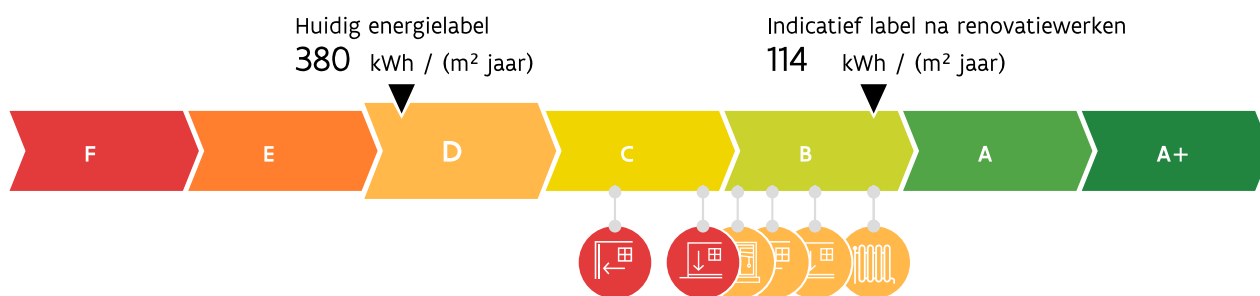 Huidig energielabel
380 kWh / (m² jaar)
Indicatief label na renovatiewerken
114 kWh / (m² jaar)
F E D C B A A+